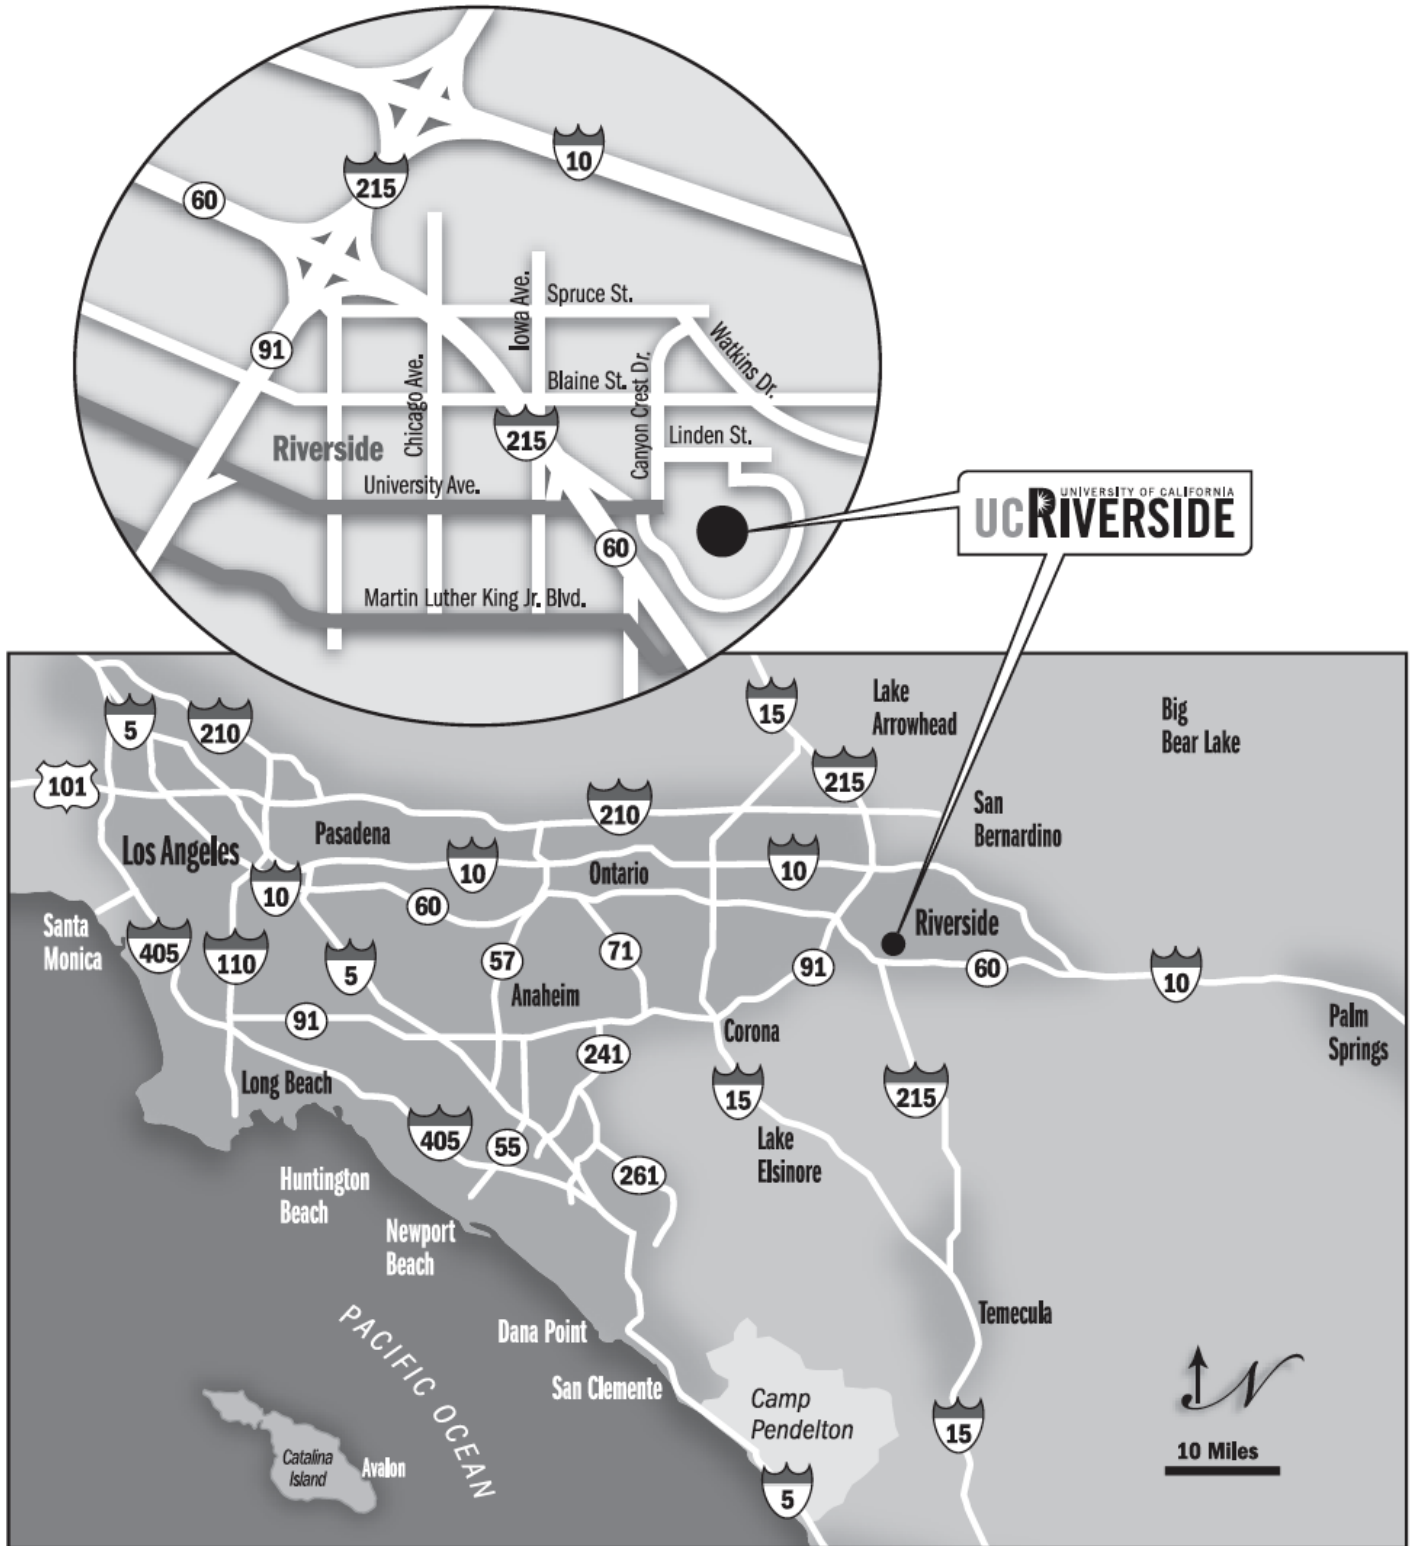 10
215
60
Iowa Ave.
Spruce St.
91
Watkins Dr.
Chicago Ave.
Canyon Crest Dr.
Blaine St.
215
Linden St.
Riverside
University Ave.
60
Martin Luther King Jr. Blvd.
UNIVERSITY OF CALIFORNIA
UCRIVERSIDE
5
210
15
Lake
Arrowhead
Big
Bear Lake
101
215
210
San
Bernardino
Pasadena
Los Angeles
10
10
Ontario
10
60
Santa
Monica
Riverside
405
110
5
57
71
91
60
10
Anaheim
91
Corona
Palm
Springs
241
Long Beach
15
215
405
55
Lake
Elsinore
261
Huntington
Beach
Newport
Beach
Temecula
PACIFIC OCEAN
Dana Point
San Clemente
Camp
Pendelton
N
15
10 Miles
Catalina
Island
Avalon
5